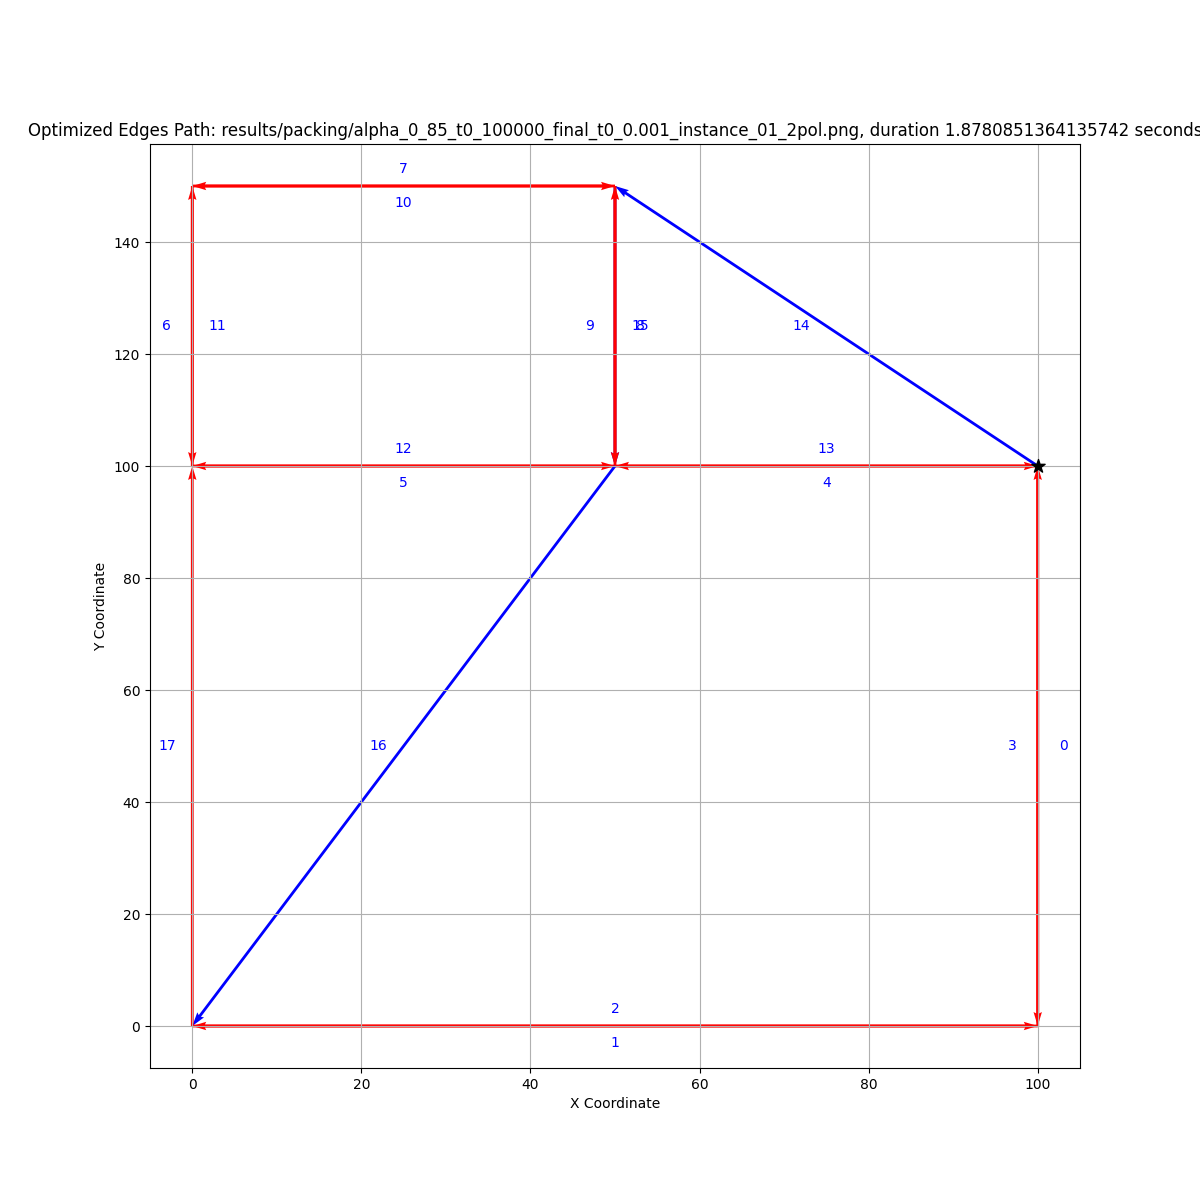 Optimized Edges Path: results/packing/alpha_0_85_t0_100000_final_t0_0.001_instance_01_2pol.png, duration 1.8780851364135742 seconds
7
10
140
6 11 9 15 8 14
120
12 13
100
5 4
80
Y Coordinate
60
17 16 3 0
40
20
2
0
1
0 20 40 60 80 100
X Coordinate